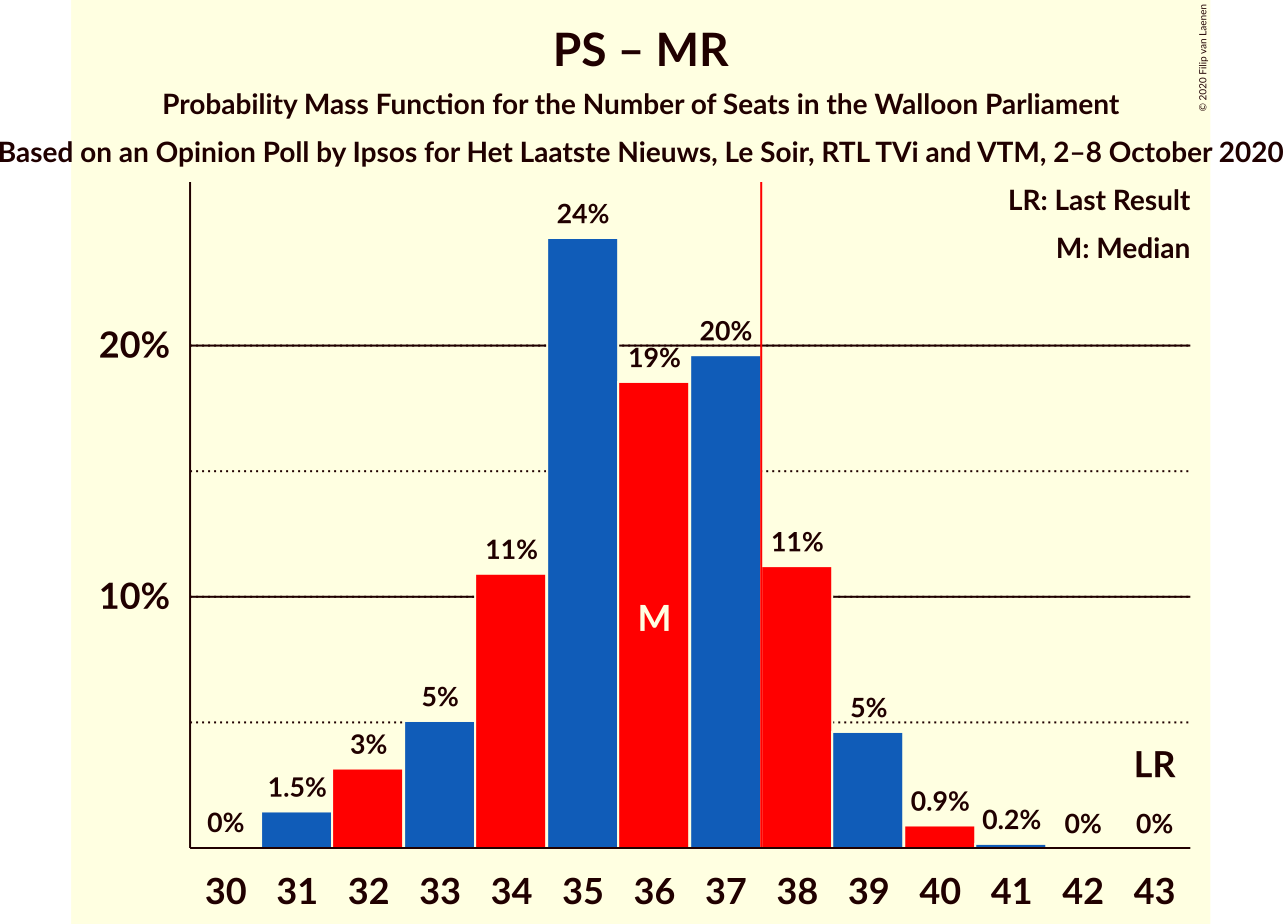 PS – MR
Probability Mass Function for the Number of Seats in the Walloon Parliament
Based on an Opinion Poll by Ipsos for Het Laatste Nieuws, Le Soir, RTL TVi and VTM, 2–8 October 2020
© 2020 Filip van Laenen
LR: Last Result
M: Median
20%
10%
0%
1.5%
3%
5%
11%
24%
19%
20%
11%
5%
0.9%
0.2%
0%
0%
M
LR
30 31 32 33 34 35 36 37 38 39 40 41 42 43